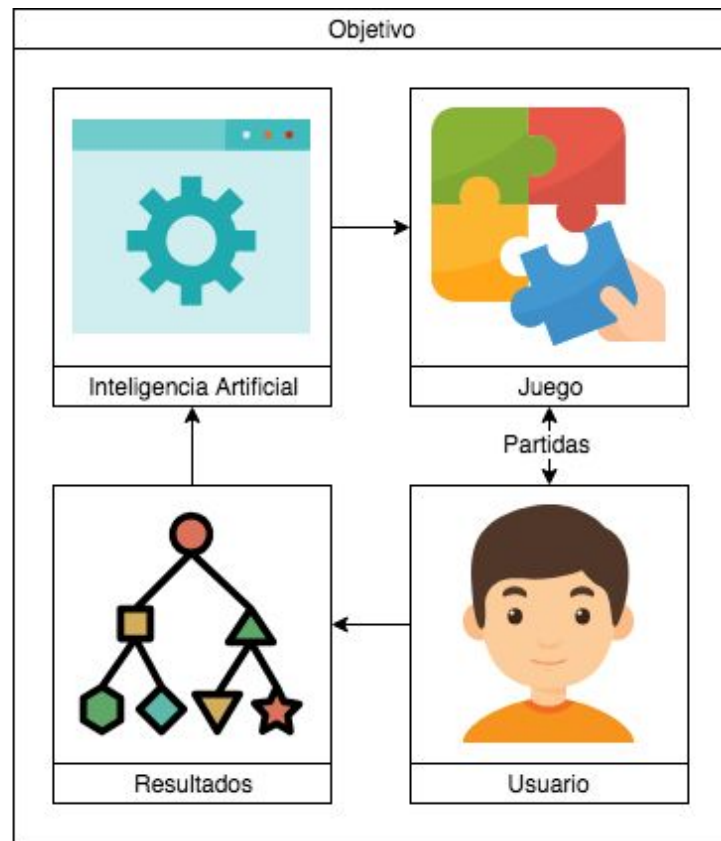 Objetivo
Inteligencia Artificial
Juego
Partidas
Resultados
Usuario